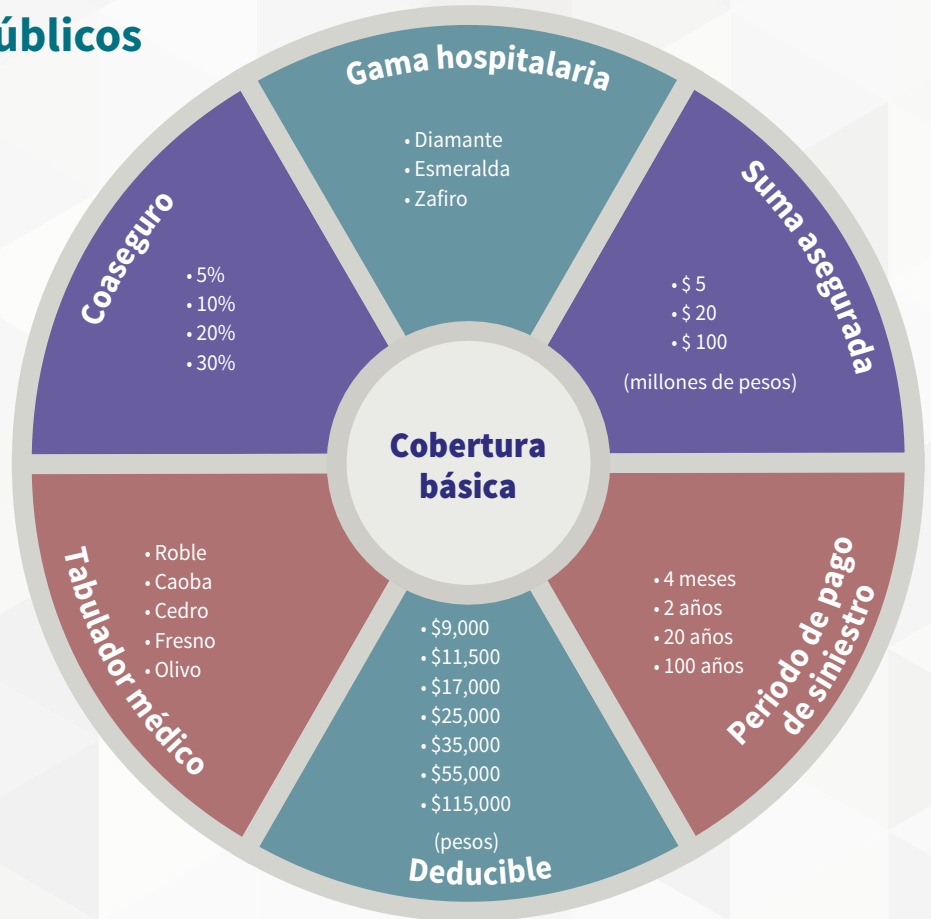 úblicos
Gama hospitalaria
• Diamante
• Esmeralda
• Zafiro
Suma asegurada
• $ 5
• $ 20
• $ 100
(millones de pesos)
Periodo de pago
de siniestro
• 4 meses
• 2 años
• 20 años
• 100 años
• $9,000
• $11,500
• $17,000
• $25,000
• $35,000
• $55,000
• $115,000
(pesos)
Deducible
Tabulador médico
• Roble
• Caoba
• Cedro
• Fresno
• Olivo
Coaseguro
• 5%
• 10%
• 20%
• 30%
Cobertura
básica